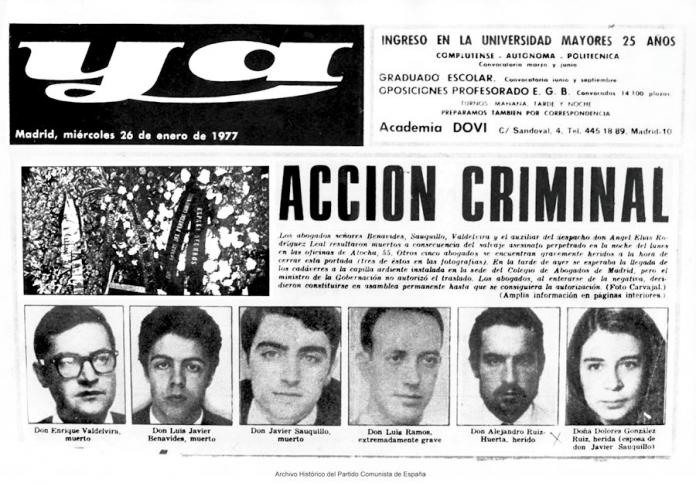 ya
Madrid, miércoles 26 de enero de 1977
INGRESO EN LA UNIVERSIDAD MAYORES 25 AÑOS
COMPLUTENSE - AUTONOMA - POLITECNICA
Convocatoria marzo y junio
GRADUADO ESCOLAR. Convocatoria junio y septiembre
OPOSICIONES PROFESORADO E. G. B. Convocadas 14.100 plazas
TURNOS MAÑANA, TARDE Y NOCHE
PREPARAMOS TAMBIEN POR CORRESPONDENCIA
Academia DOVI C/ Sandoval, 4, Tel. 445 18 89. Madrid-10
ACCION CRIMINAL
Los abogados señores Benavides, Sauquillo, Valdelvira y el auxiliar del despacho don Angel Elías Ro-
dríguez Leal resultaron muertos a consecuencia del salvaje asesinato perpetrado en la noche del lunes
en las oficinas de Atocha, 55. Otros cinco abogados se encuentran gravemente heridos a la hora de
cerrar esta portada (tres de éstos en las fotografías). En la tarde de ayer se esperaba la llegada de
los cadáveres a la capilla ardiente instalada en la sede del Colegio de Abogados de Madrid, pero el
ministro de la Gobernación no autorizó el traslado. Los abogados, al enterarse de la negativa, deci-
dieron constituirse en asamblea permanente hasta que se consiguiera la autorización. (Foto Carvajal.)
(Amplia información en páginas interiores.)
Don Enrique Valdelvira,
muerto
Don Luis Javier
Benavides, muerto
Don Javier Sauquillo,
muerto
Don Luis Ramos,
extremadamente grave
Don Alejandro Ruiz-
Huerta, herido
Doña Dolores González
Ruiz, herida (esposa de
don Javier Sauquillo)
Archivo Histórico del Partido Comunista de España